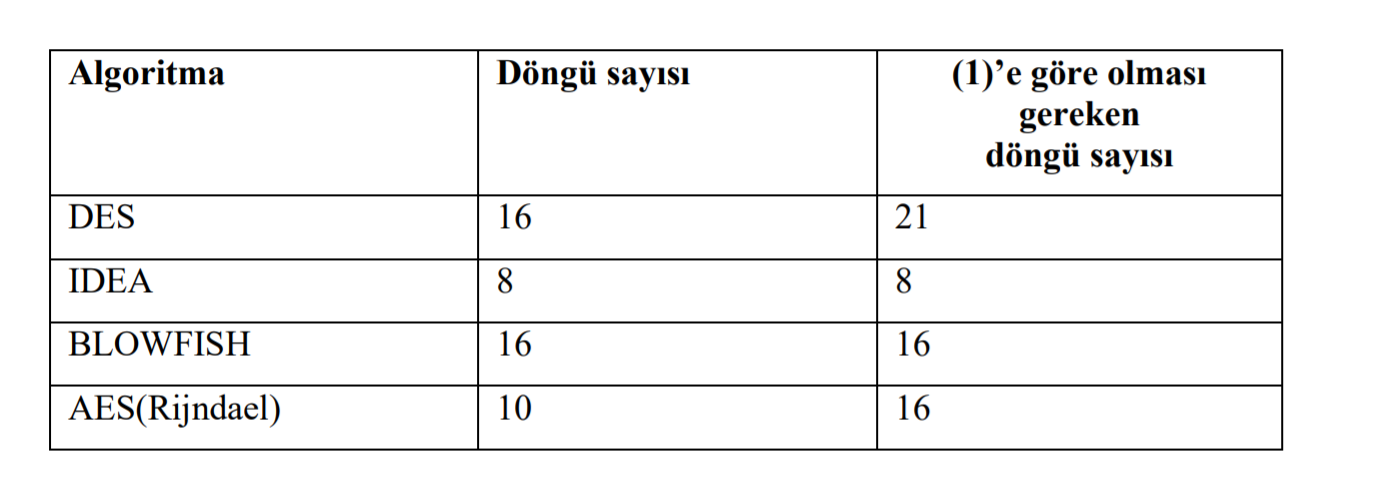 Algoritma Döngü sayısı (1)’e göre olması
gereken
döngü sayısı
DES 16 21
IDEA 8 8
BLOWFISH 16 16
AES(Rijndael) 10 16